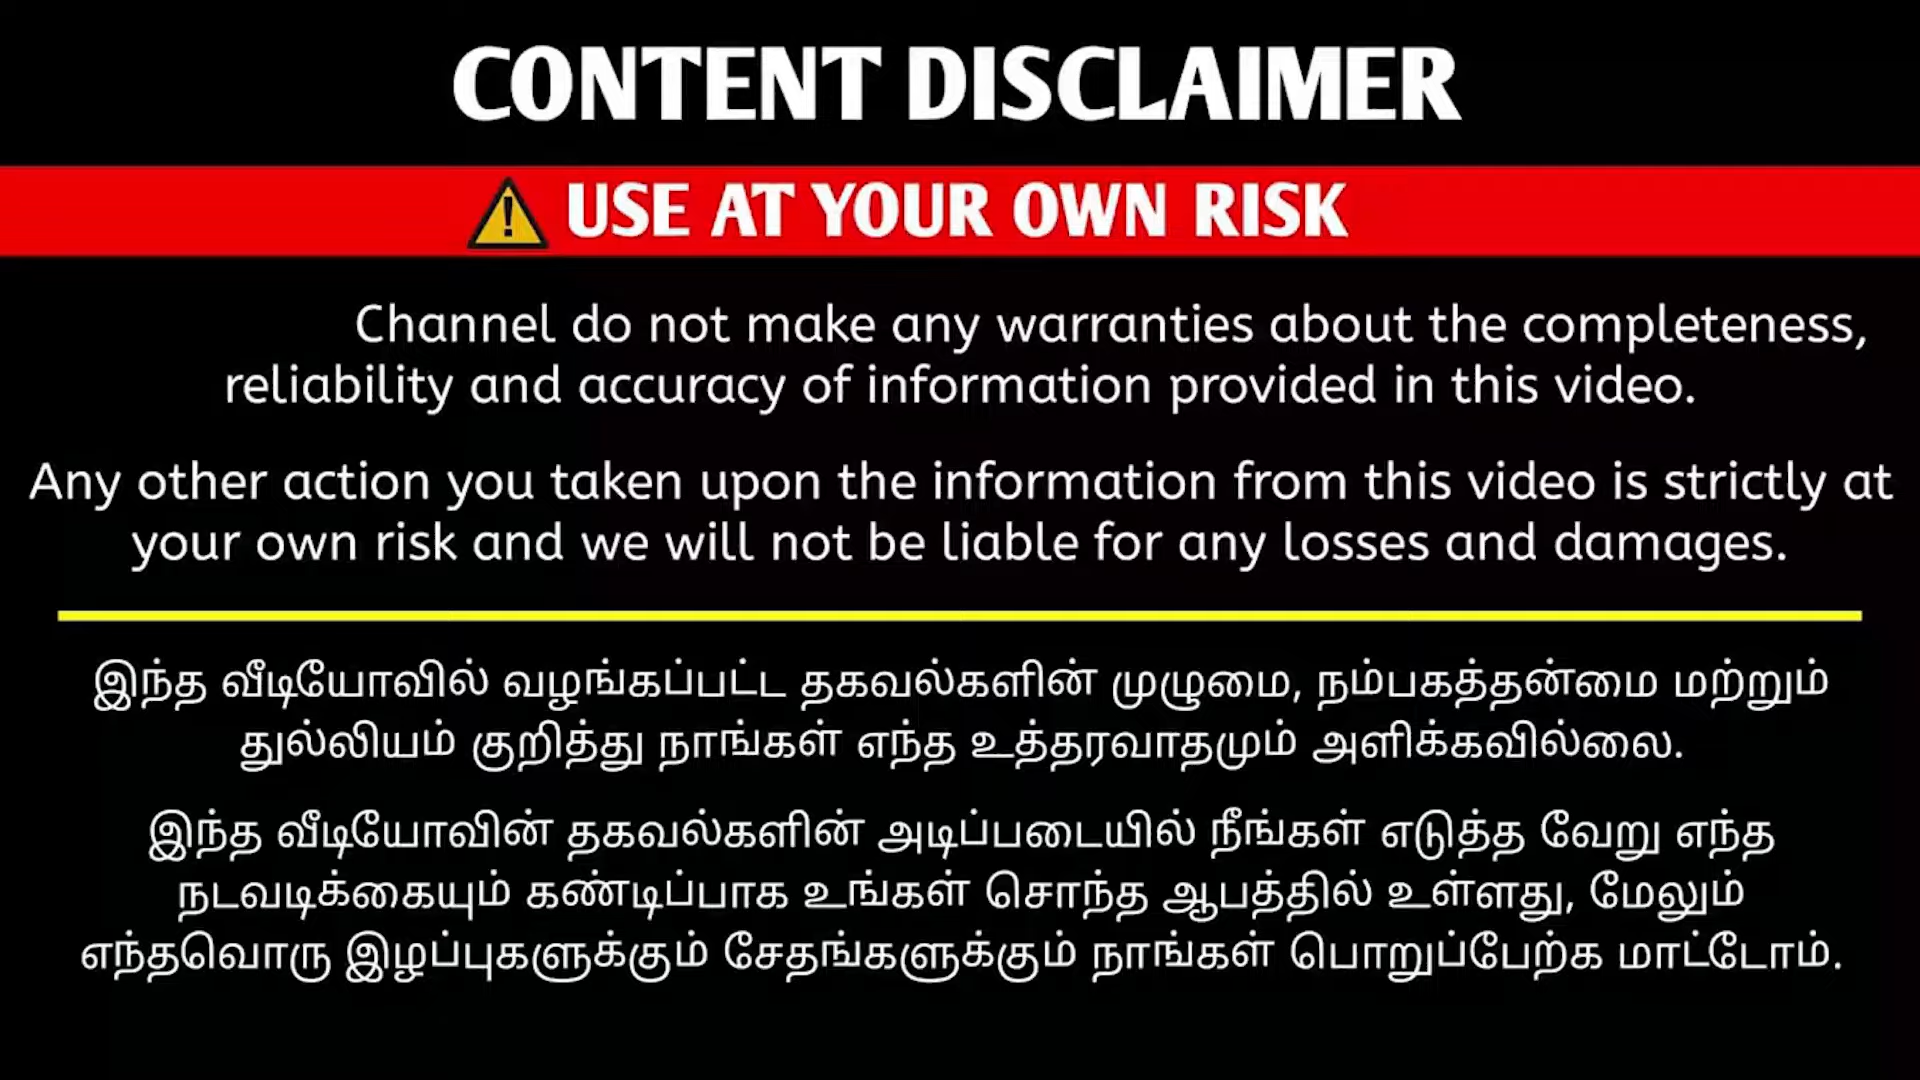 CONTENT DISCLAIMER
⚠ USE AT YOUR OWN RISK
Channel do not make any warranties about the completeness,
reliability and accuracy of information provided in this video.
Any other action you taken upon the information from this video is strictly at
your own risk and we will not be liable for any losses and damages.
இந்த வீடியோவில் வழங்கப்பட்ட தகவல்களின் முழுமை, நம்பகத்தன்மை மற்றும்
துல்லியம் குறித்து நாங்கள் எந்த உத்தரவாதமும் அளிக்கவில்லை.
இந்த வீடியோவின் தகவல்களின் அடிப்படையில் நீங்கள் எடுத்த வேறு எந்த
நடவடிக்கையும் கண்டிப்பாக உங்கள் சொந்த ஆபத்தில் உள்ளது, மேலும்
எந்தவொரு இழப்புகளுக்கும் சேதங்களுக்கும் நாங்கள் பொறுப்பேற்க மாட்டோம்.